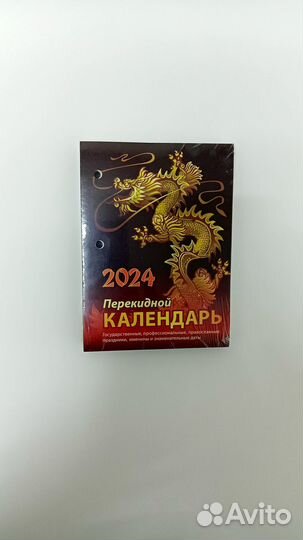 2024
Перекидной
КАЛЕНДАРЬ
Государственные, профессиональные, православные
праздники, именины и знаменательные даты
Avito